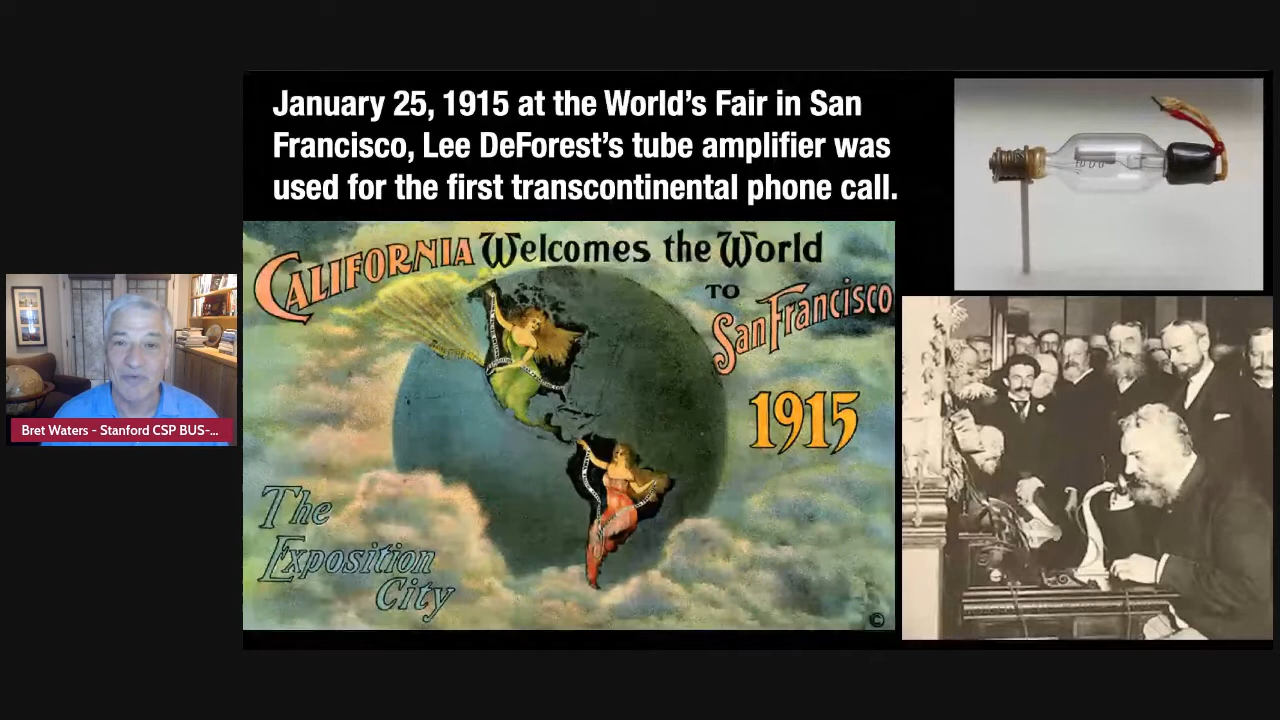 January 25, 1915 at the World's Fair in San
Francisco, Lee DeForest's tube amplifier was
used for the first transcontinental phone call.
CALIFORNIA Welcomes the World
TO
San Francisco
1915
The
Exposition
City
©
Bret Waters - Stanford CSP BUS-...